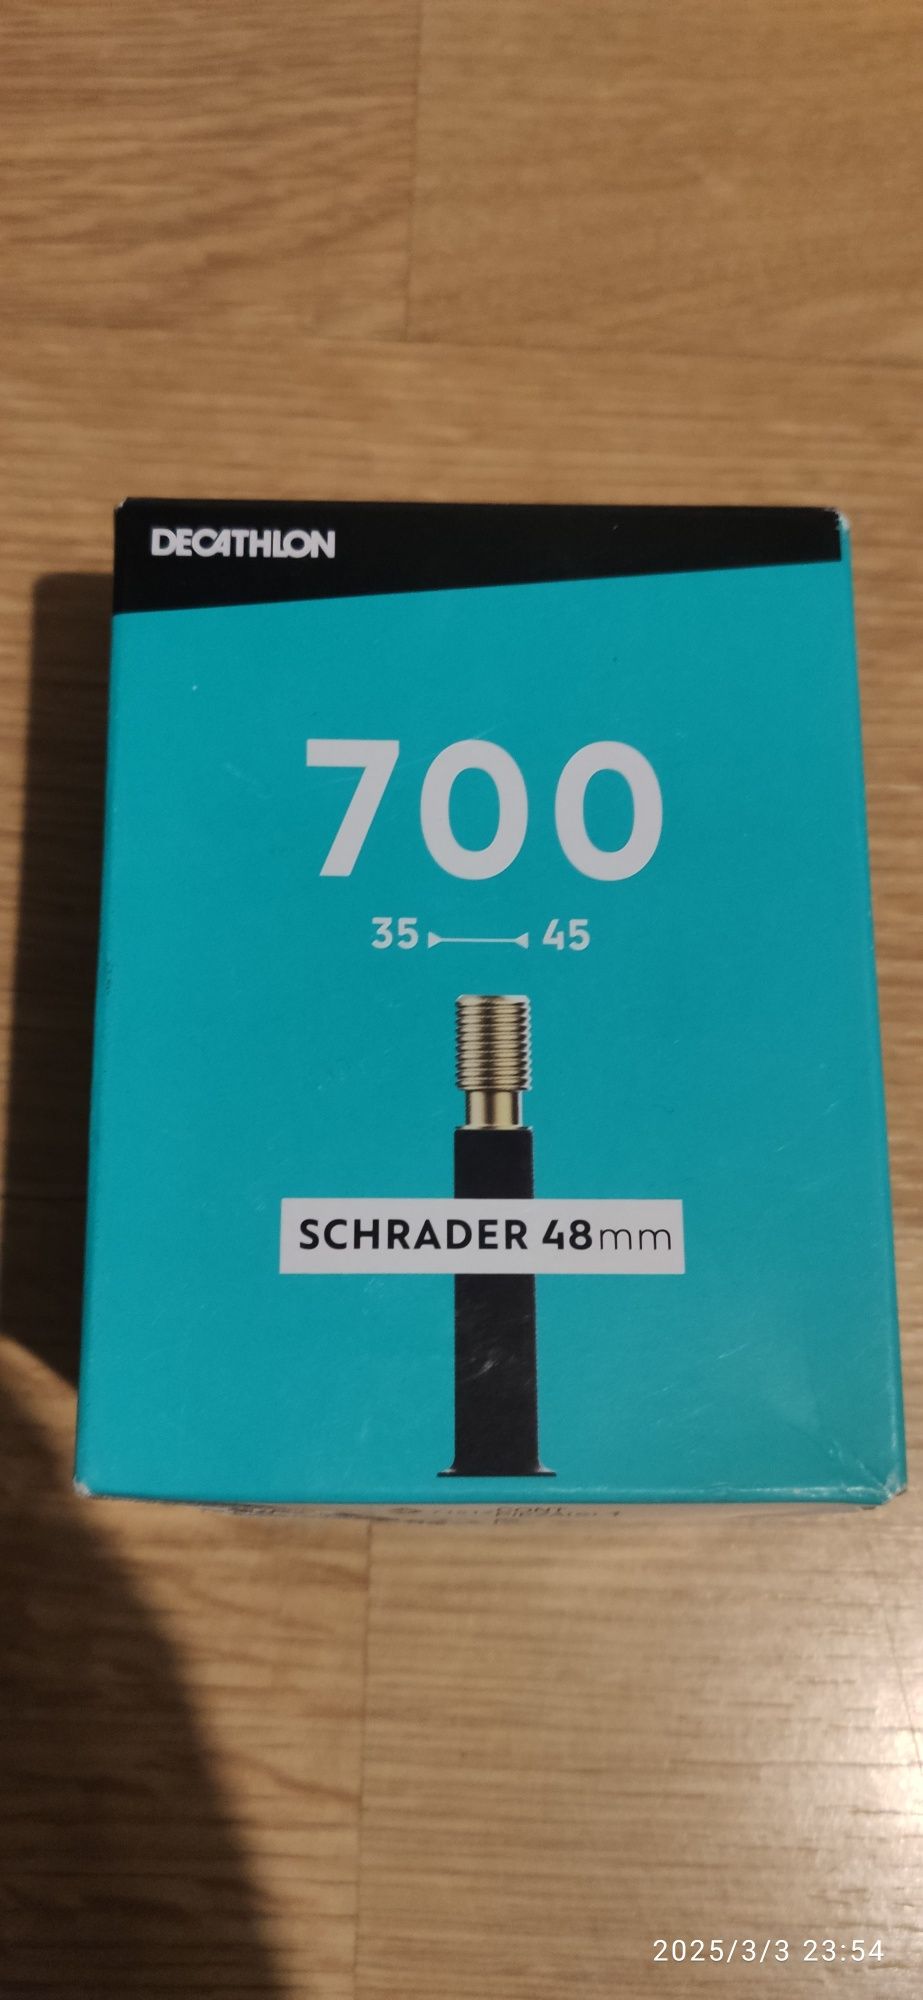 DECATHLON
700
35 45
SCHRADER 48mm
2025/3/3 23:54